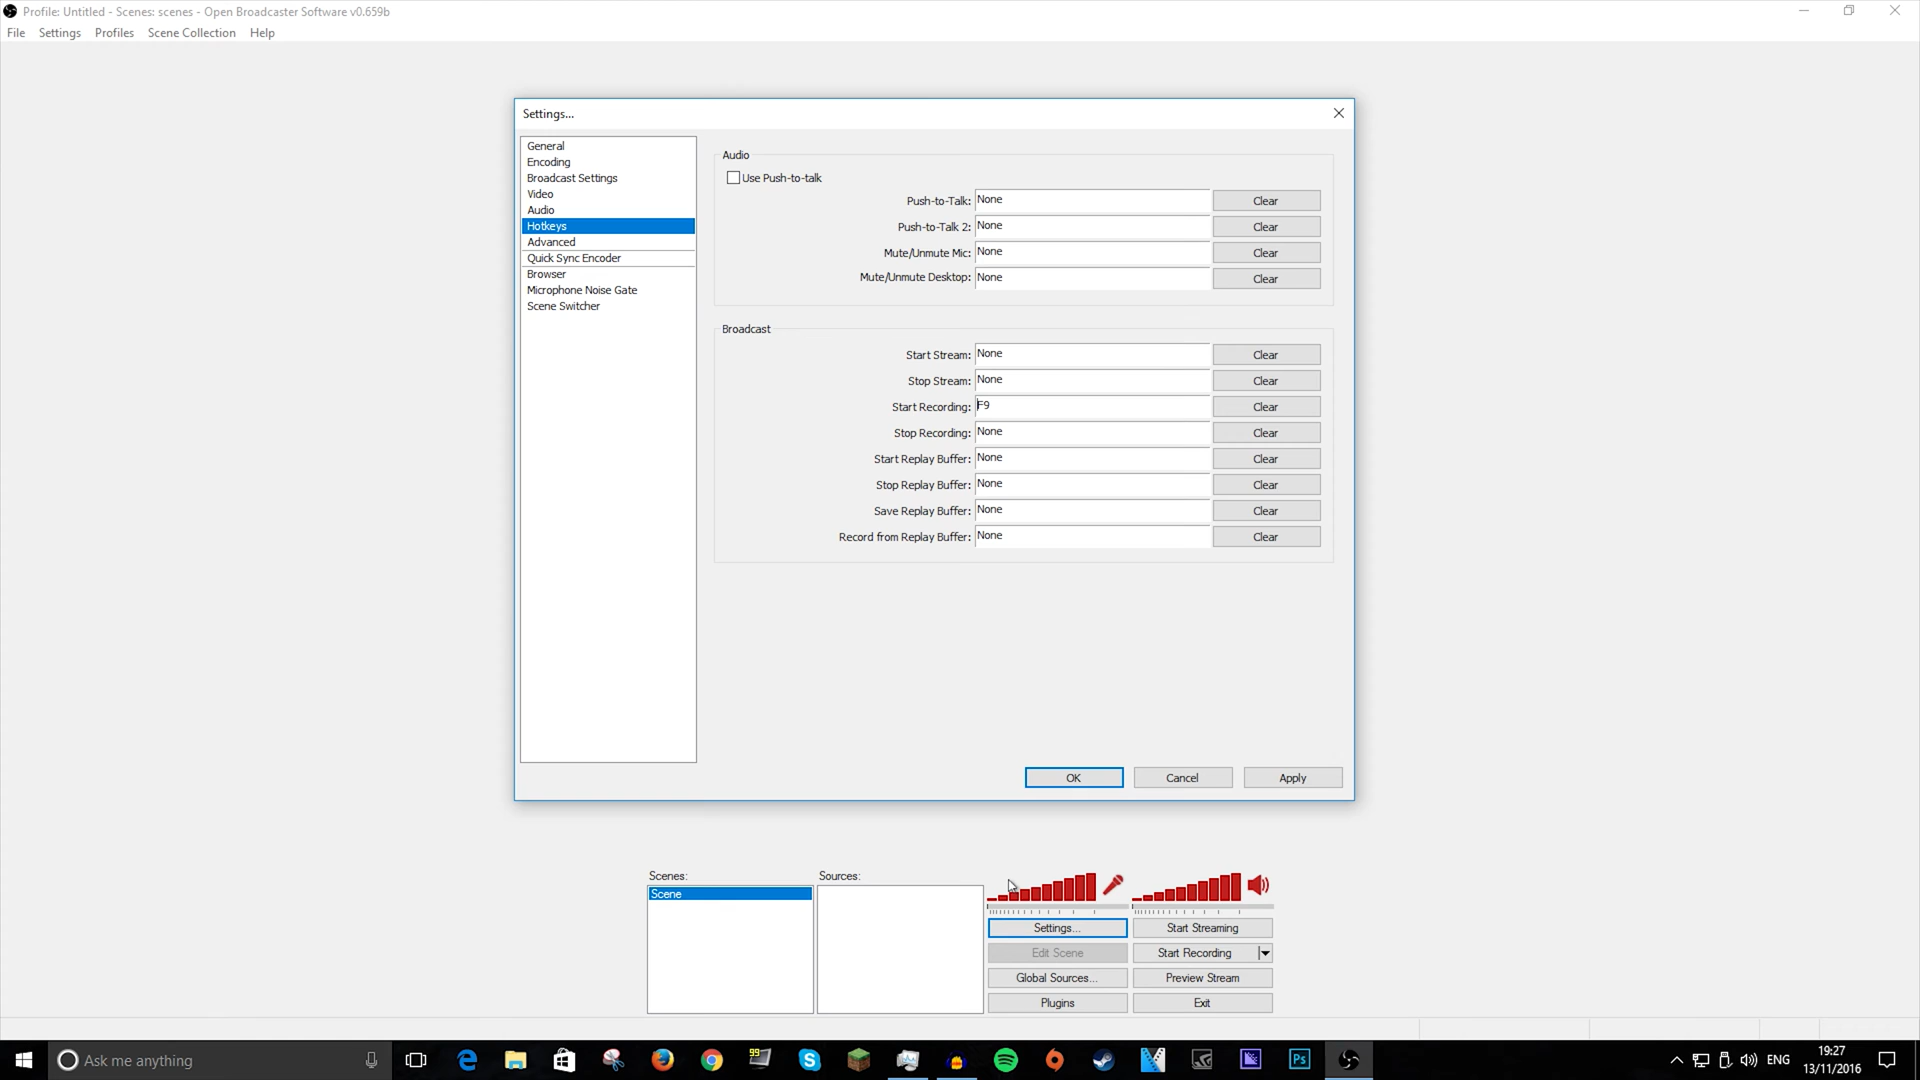 Profile: Untitled - Scenes: scenes - Open Broadcaster Software v0.659b
File Settings Profiles Scene Collection Help
Settings...
General
Encoding
Broadcast Settings
Video
Audio
Hotkeys
Advanced
Quick Sync Encoder
Browser
Microphone Noise Gate
Scene Switcher
Audio
Use Push-to-talk
Push-to-Talk: None Clear
Push-to-Talk 2: None Clear
Mute/Unmute Mic: None Clear
Mute/Unmute Desktop: None Clear
Broadcast
Start Stream: None Clear
Stop Stream: None Clear
Start Recording: F9 Clear
Stop Recording: None Clear
Start Replay Buffer: None Clear
Stop Replay Buffer: None Clear
Save Replay Buffer: None Clear
Record from Replay Buffer: None Clear
OK Cancel Apply
Scenes: Sources:
Scene
Settings... Start Streaming
Edit Scene Start Recording
Global Sources... Preview Stream
Plugins Exit
Ask me anything
99
Ps
ENG
19:27
13/11/2016